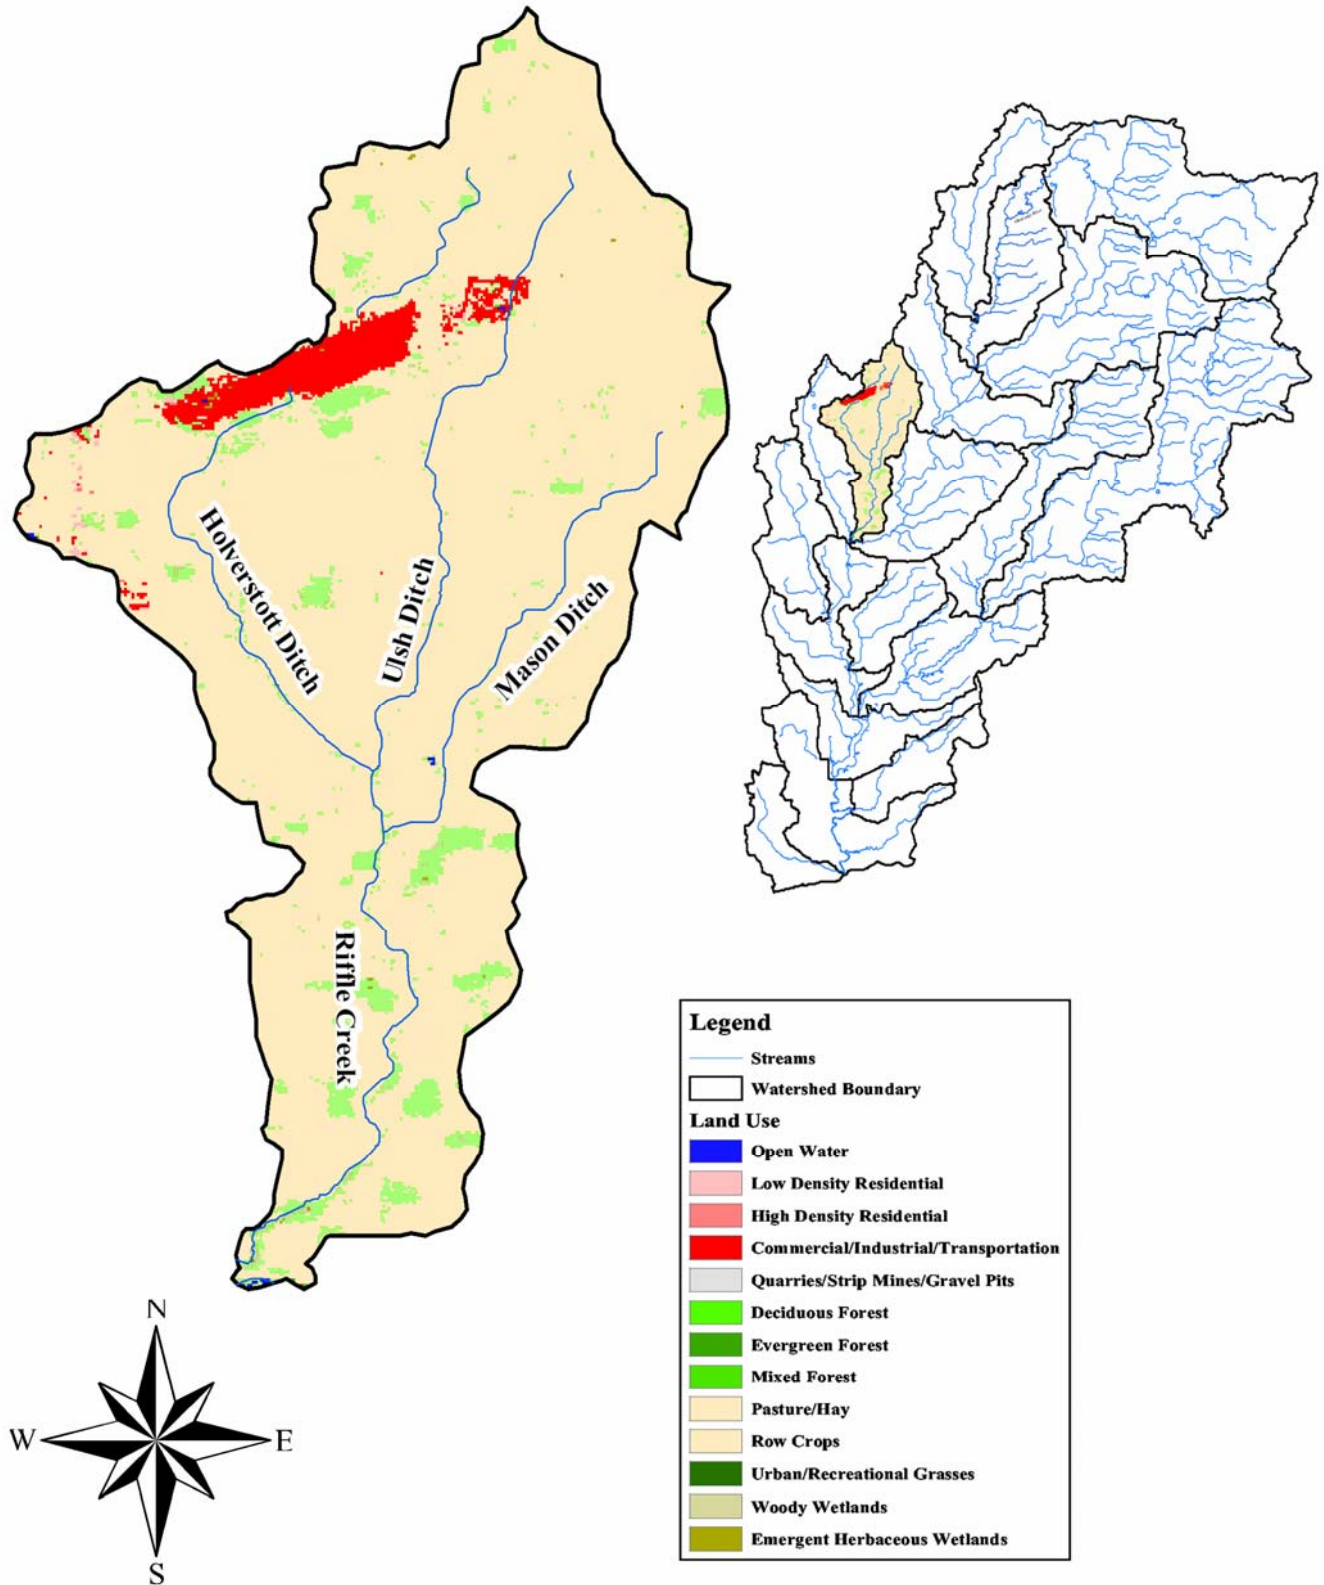 Holverstott Ditch
Ulsh Ditch
Mason Ditch
Riffle Creek
Legend
Streams
Watershed Boundary
Land Use
Open Water
Low Density Residential
High Density Residential
Commercial/Industrial/Transportation
Quarries/Strip Mines/Gravel Pits
Deciduous Forest
Evergreen Forest
Mixed Forest
Pasture/Hay
Row Crops
Urban/Recreational Grasses
Woody Wetlands
Emergent Herbaceous Wetlands
N
W
E
S